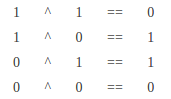 1 ^ 1 == 0
1 ^ 0 == 1
0 ^ 1 == 1
0 ^ 0 == 0